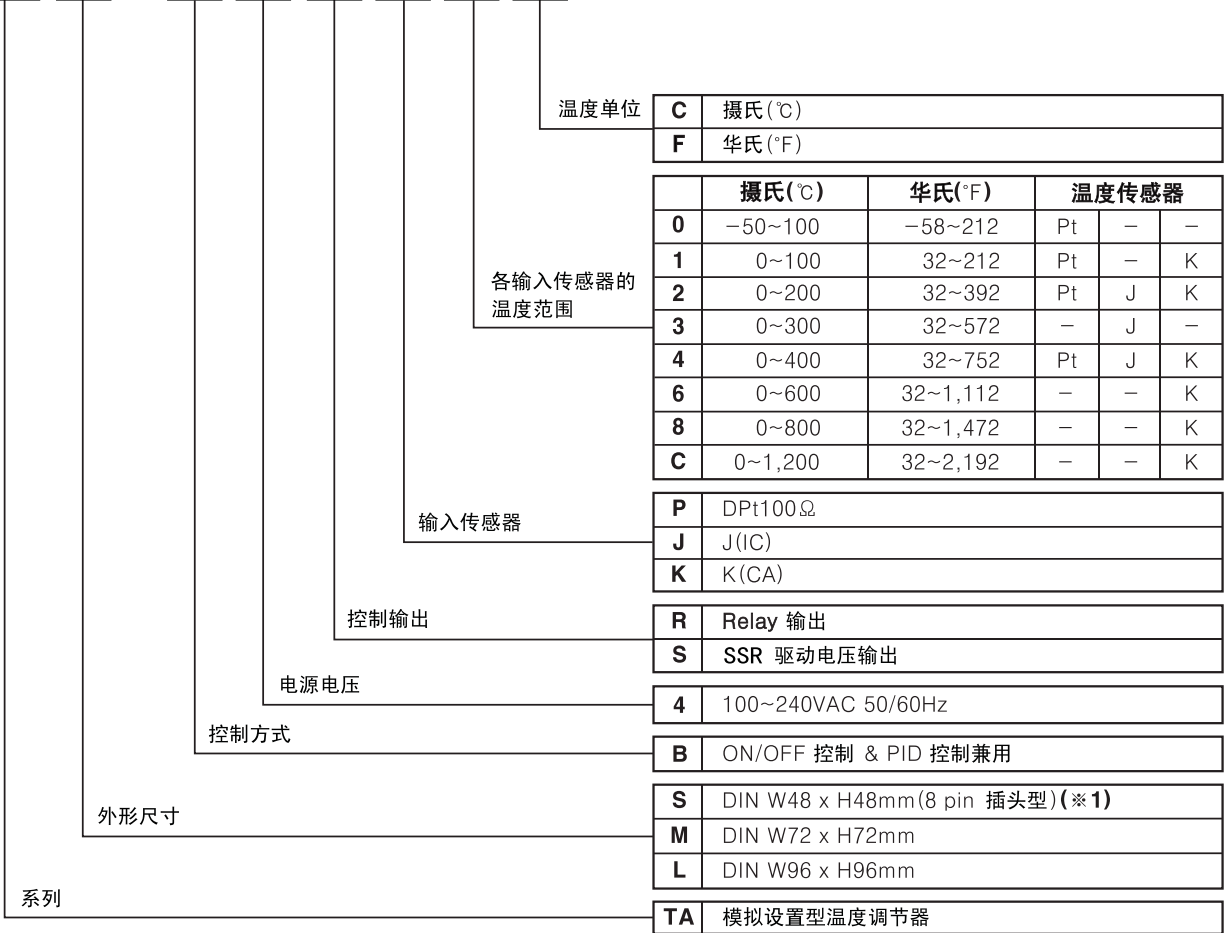 温度单位 C 摄氏(℃)
F 华氏(°F)
摄氏(℃) 华氏(°F) 温度传感器
各输入传感器的
温度范围
0 −50~100 −58~212 Pt − −
1 0~100 32~212 Pt − K
2 0~200 32~392 Pt J K
3 0~300 32~572 − J −
4 0~400 32~752 Pt J K
6 0~600 32~1,112 − − K
8 0~800 32~1,472 − − K
C 0~1,200 32~2,192 − − K
输入传感器
P DPt100Ω
J J(IC)
K K(CA)
控制输出
R Relay 输出
S SSR 驱动电压输出
电源电压
4 100~240VAC 50/60Hz
控制方式
B ON/OFF 控制 & PID 控制兼用
外形尺寸
S DIN W48 x H48mm(8 pin 插头型)(※1)
M DIN W72 x H72mm
L DIN W96 x H96mm
系列
TA 模拟设置型温度调节器